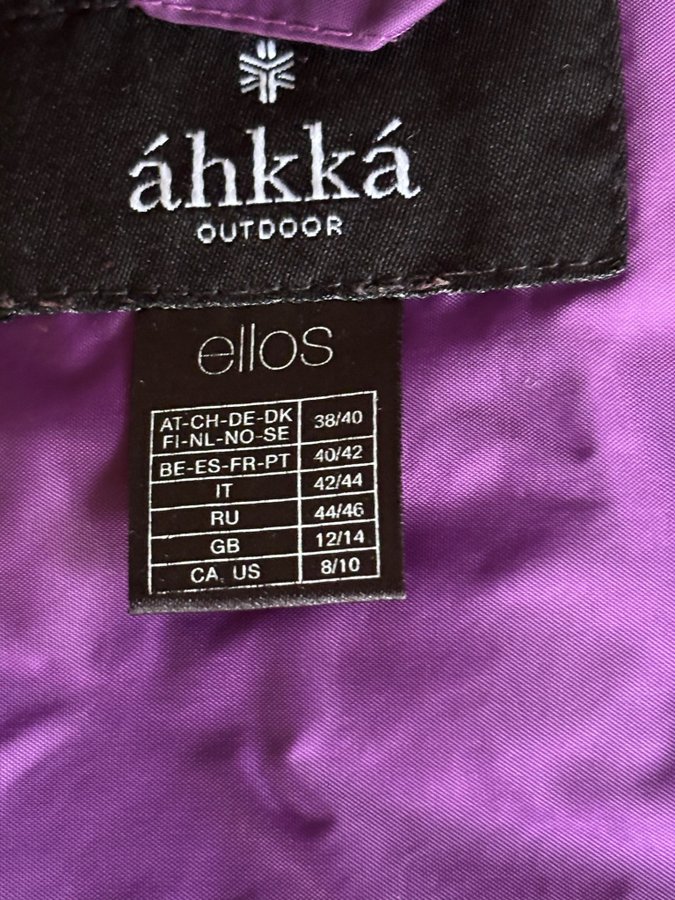 áhkká
OUTDOOR
ellos
AT-CH-DE-DK
FI-NL-NO-SE 38/40
BE-ES-FR-PT 40/42
IT 42/44
RU 44/46
GB 12/14
CA, US 8/10